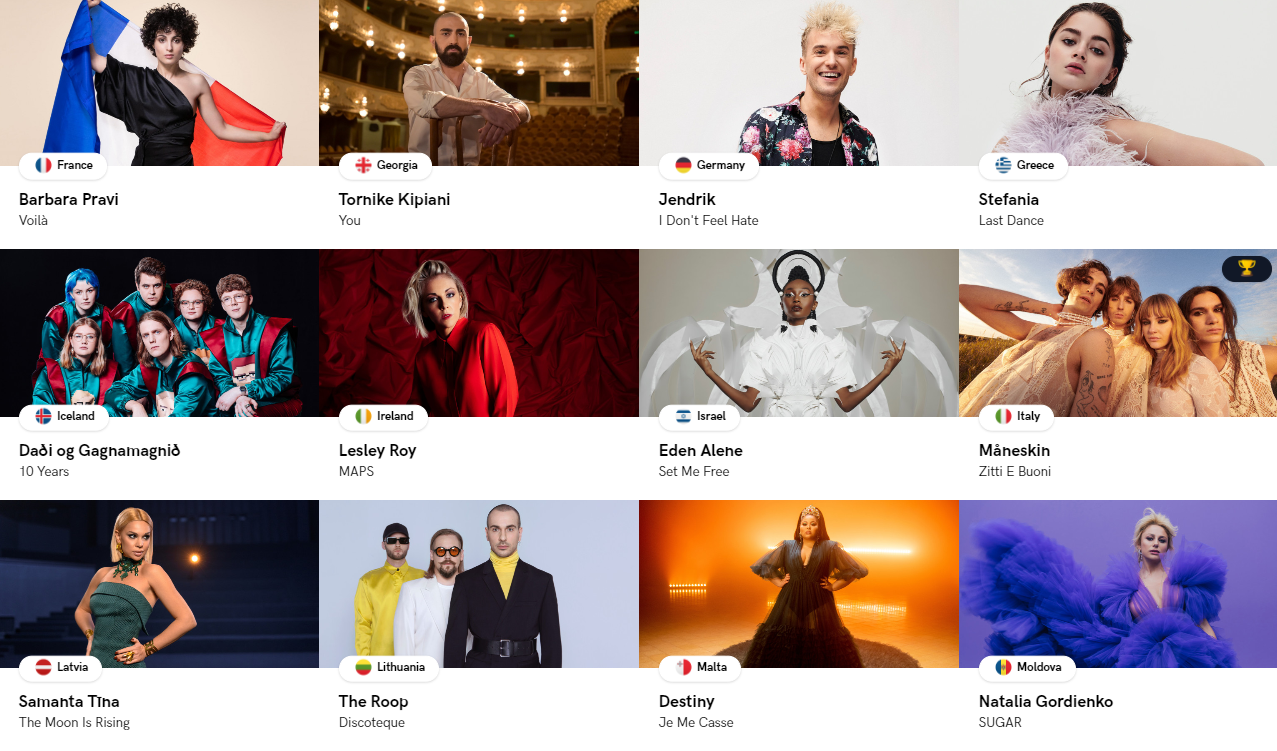 France
Georgia
Germany
Greece
Barbara Pravi
Tornike Kipiani
Jendrik
Stefania
Voilà
You
I Don't Feel Hate
Last Dance
Iceland
Ireland
Israel
Italy
Daði og Gagnamagnið
Lesley Roy
Eden Alene
Måneskin
10 Years
MAPS
Set Me Free
Zitti E Buoni
Latvia
Lithuania
Malta
Moldova
Samanta Tīna
The Roop
Destiny
Natalia Gordienko
The Moon Is Rising
Discoteque
Je Me Casse
SUGAR